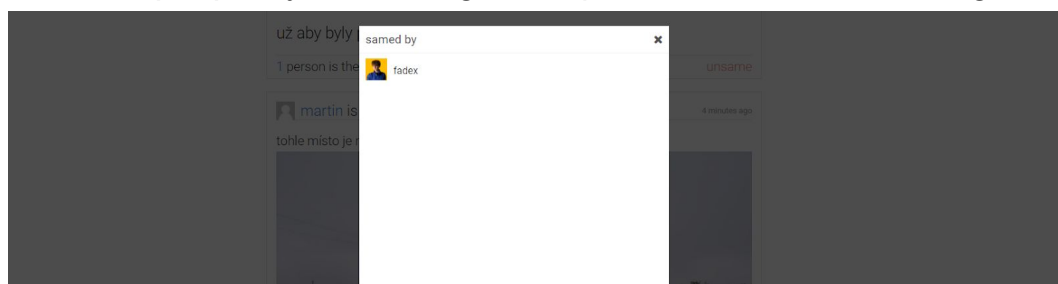 už aby byly
samed by
✖
1 person is the
fadex
unsame
martin is
4 minutes ago
tohle místo je